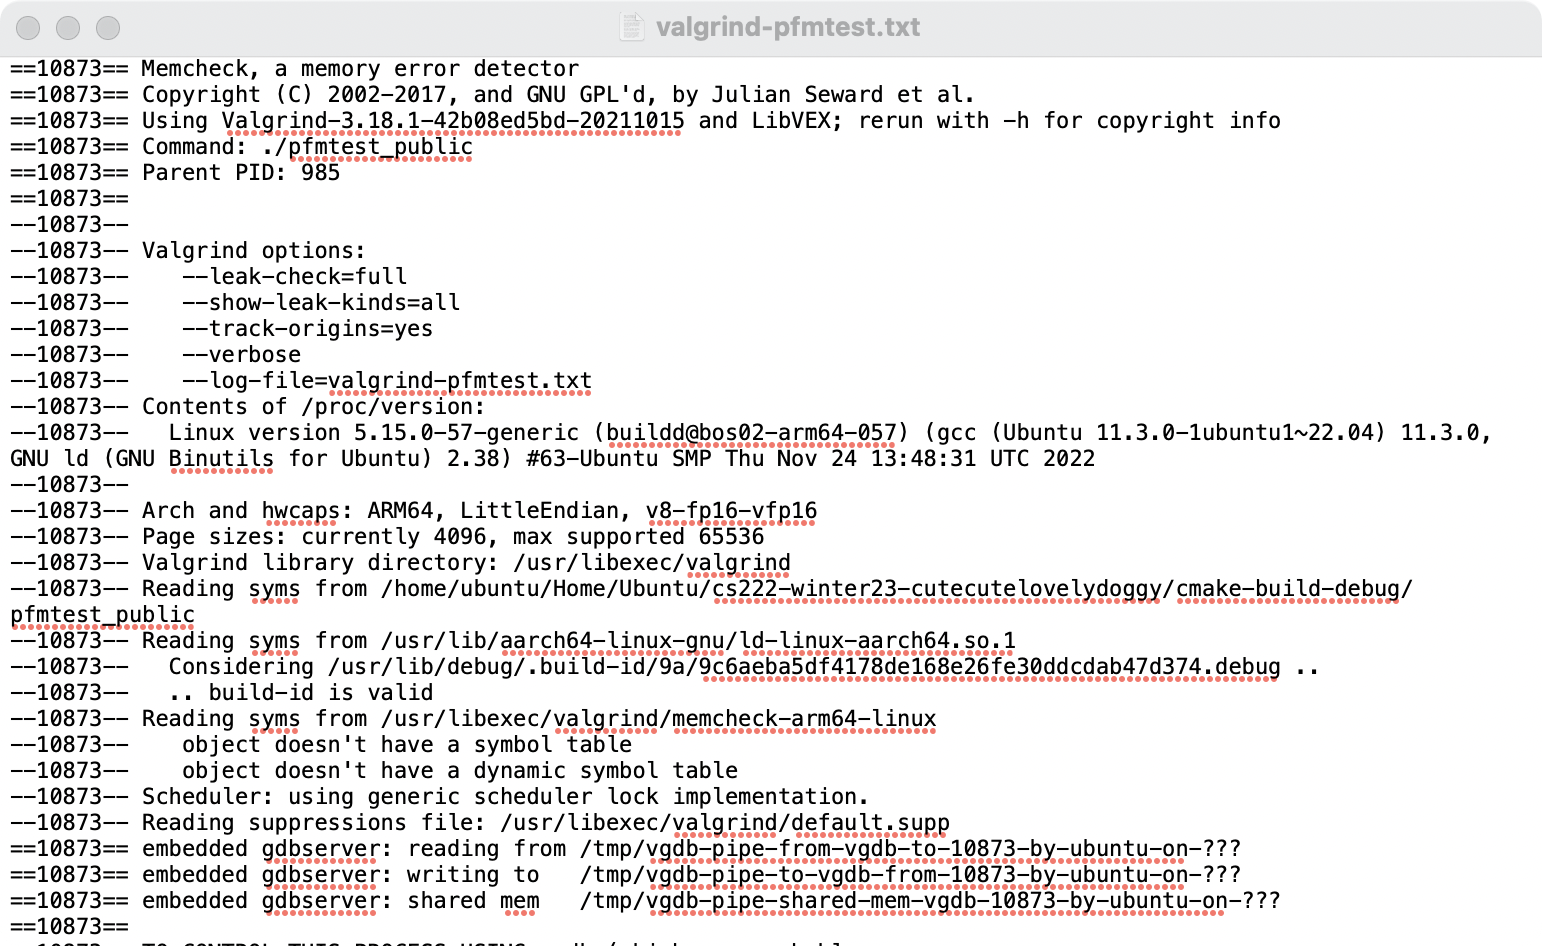 valgrind-pfmtest.txt
==10873== Memcheck, a memory error detector
==10873== Copyright (C) 2002-2017, and GNU GPL'd, by Julian Seward et al.
==10873== Using Valgrind-3.18.1-42b08ed5bd-20211015 and LibVEX; rerun with -h for copyright info
==10873== Command: ./pfmtest_public
==10873== Parent PID: 985
==10873==
--10873--
--10873-- Valgrind options:
--10873--    --leak-check=full
--10873--    --show-leak-kinds=all
--10873--    --track-origins=yes
--10873--    --verbose
--10873--    --log-file=valgrind-pfmtest.txt
--10873-- Contents of /proc/version:
--10873--   Linux version 5.15.0-57-generic (buildd@bos02-arm64-057) (gcc (Ubuntu 11.3.0-1ubuntu1~22.04) 11.3.0,
GNU ld (GNU Binutils for Ubuntu) 2.38) #63-Ubuntu SMP Thu Nov 24 13:48:31 UTC 2022
--10873--
--10873-- Arch and hwcaps: ARM64, LittleEndian, v8-fp16-vfp16
--10873-- Page sizes: currently 4096, max supported 65536
--10873-- Valgrind library directory: /usr/libexec/valgrind
--10873-- Reading syms from /home/ubuntu/Home/Ubuntu/cs222-winter23-cutecutelovelydoggy/cmake-build-debug/
pfmtest_public
--10873-- Reading syms from /usr/lib/aarch64-linux-gnu/ld-linux-aarch64.so.1
--10873--   Considering /usr/lib/debug/.build-id/9a/9c6aeba5df4178de168e26fe30ddcdab47d374.debug ..
--10873--   .. build-id is valid
--10873-- Reading syms from /usr/libexec/valgrind/memcheck-arm64-linux
--10873--    object doesn't have a symbol table
--10873--    object doesn't have a dynamic symbol table
--10873-- Scheduler: using generic scheduler lock implementation.
--10873-- Reading suppressions file: /usr/libexec/valgrind/default.supp
==10873== embedded gdbserver: reading from /tmp/vgdb-pipe-from-vgdb-to-10873-by-ubuntu-on-???
==10873== embedded gdbserver: writing to   /tmp/vgdb-pipe-to-vgdb-from-10873-by-ubuntu-on-???
==10873== embedded gdbserver: shared mem   /tmp/vgdb-pipe-shared-mem-vgdb-10873-by-ubuntu-on-???
==10873==